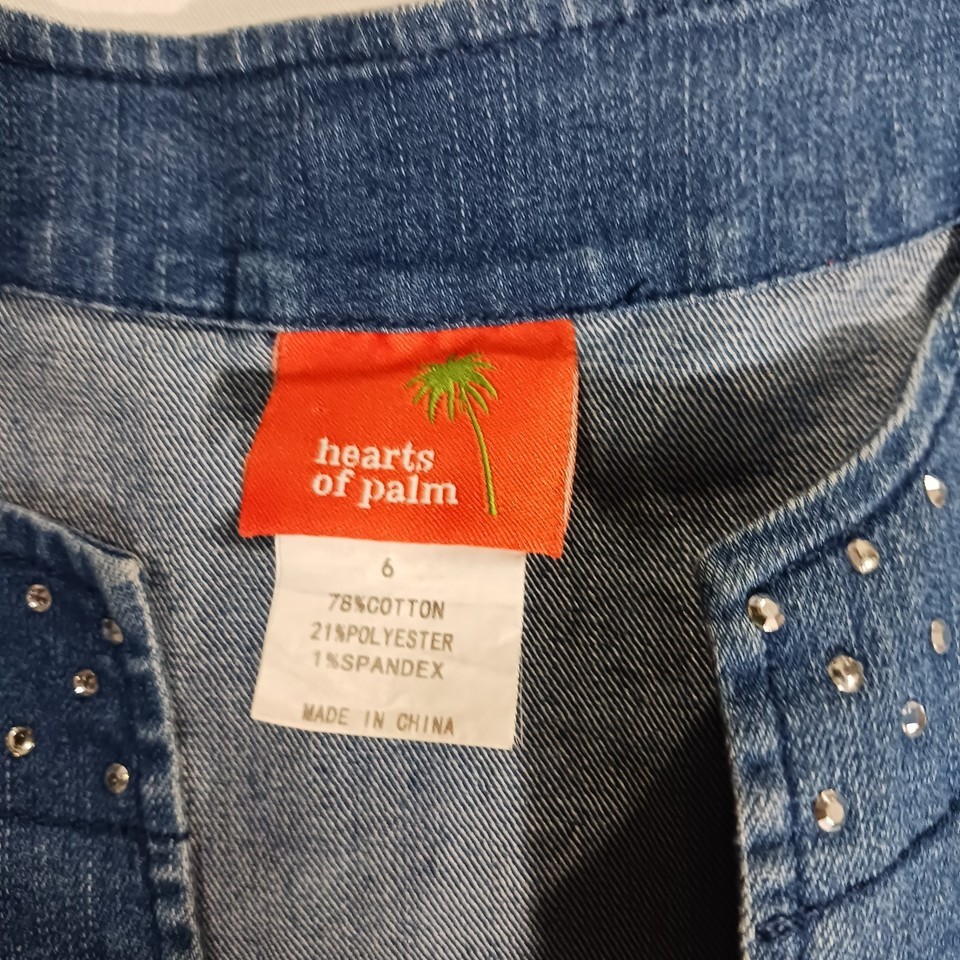 hearts
of palm
6
78%COTTON
21%POLYESTER
1%SPANDEX
MADE IN CHINA